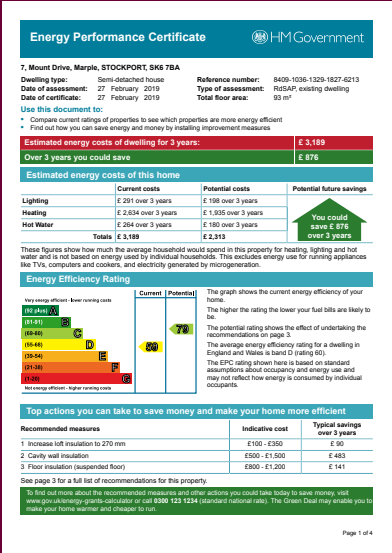 Energy Performance Certificate
HM Government
7, Mount Drive, Marple, STOCKPORT, SK6 7BA
Dwelling type: Semi-detached house
Reference number: 8409-1036-1329-1827-6213
Date of assessment: 27 February 2019
Type of assessment: RdSAP, existing dwelling
Date of certificate: 27 February 2019
Total floor area: 93 m²
Use this document to:
• Compare current ratings of properties to see which properties are more energy efficient
• Find out how you can save energy and money by installing improvement measures
Estimated energy costs of dwelling for 3 years: £ 3,189
Over 3 years you could save £ 876
Estimated energy costs of this home
Current costs Potential costs Potential future savings
Lighting £ 291 over 3 years £ 198 over 3 years
Heating £ 2,634 over 3 years £ 1,935 over 3 years
Hot Water £ 264 over 3 years £ 180 over 3 years
Totals £ 3,189 £ 2,313
You could
save £ 876
over 3 years
These figures show how much the average household would spend in this property for heating, lighting and hot
water and is not based on energy used by individual households. This excludes energy use for running appliances
like TVs, computers and cookers, and electricity generated by microgeneration.
Energy Efficiency Rating
Very energy efficient - lower running costs
Current Potential
(92 plus) A
(81-91) B
(69-80) C
(55-68) D
(39-54) E
(21-38) F
(1-20) G
59
79
Not energy efficient - higher running costs
The graph shows the current energy efficiency of your
home.
The higher the rating the lower your fuel bills are likely to
be.
The potential rating shows the effect of undertaking the
recommendations on page 3.
The average energy efficiency rating for a dwelling in
England and Wales is band D (rating 60).
The EPC rating shown here is based on standard
assumptions about occupancy and energy use and
may not reflect how energy is consumed by individual
occupants.
Top actions you can take to save money and make your home more efficient
Recommended measures Indicative cost Typical savings
over 3 years
1 Increase loft insulation to 270 mm £100 - £350 £ 90
2 Cavity wall insulation £500 - £1,500 £ 483
3 Floor insulation (suspended floor) £800 - £1,200 £ 141
See page 3 for a full list of recommendations for this property.
To find out more about the recommended measures and other actions you could take today to save money, visit
www.gov.uk/energy-grants-calculator or call 0300 123 1234 (standard national rate). The Green Deal may enable you to
make your home warmer and cheaper to run.
Page 1 of 4